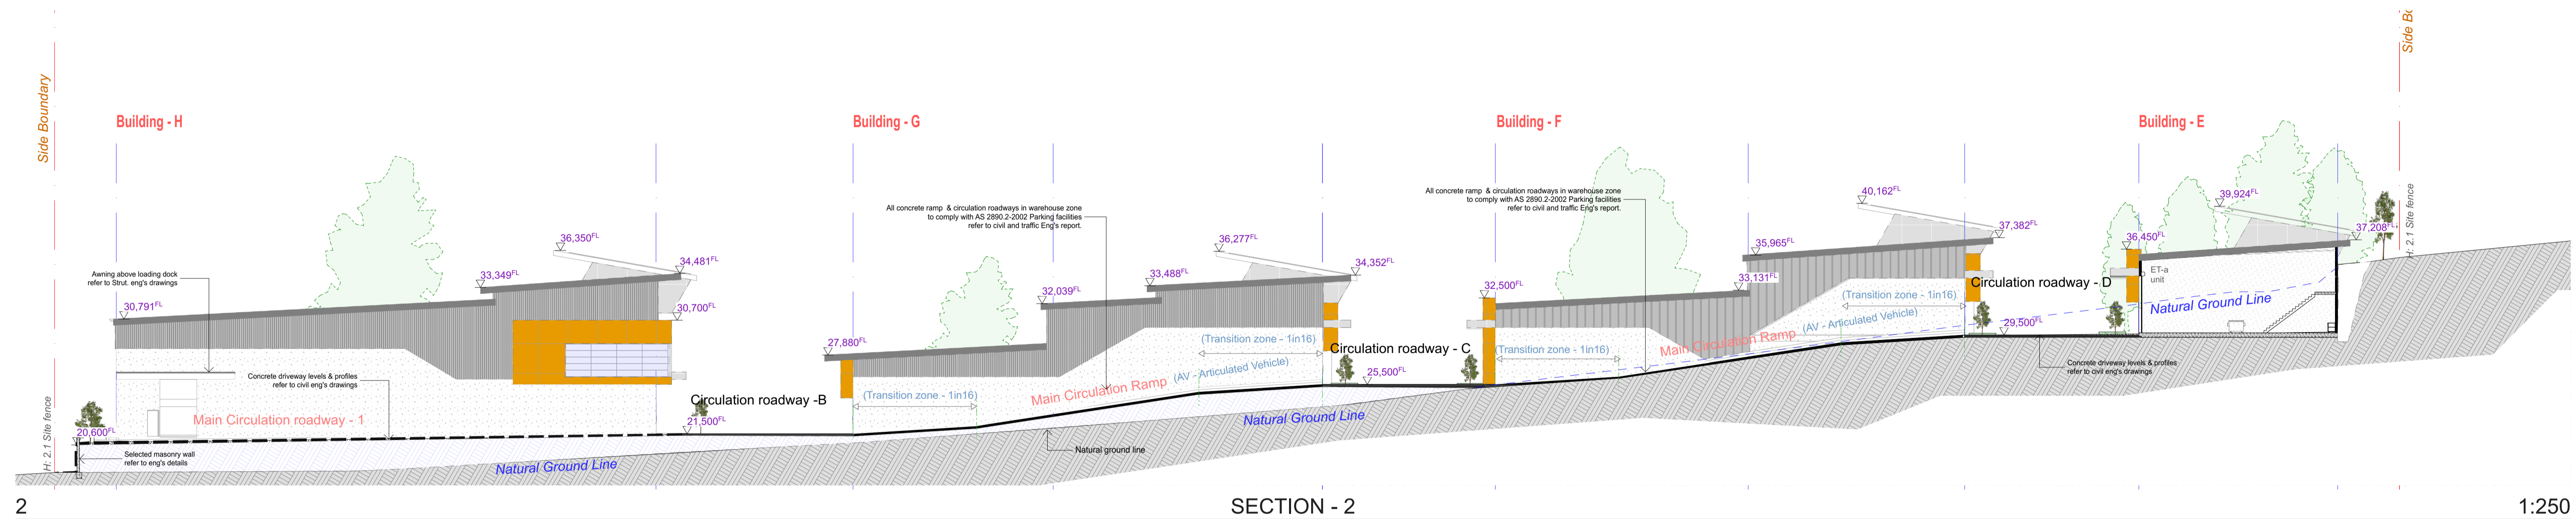 Side Boundary
Side Bo
Building - H
Building - G
Building - F
Building - E
All concrete ramp & circulation roadways in warehouse zone
to comply with AS 2890.2-2002 Parking facilities
refer to civil and traffic Eng's report.
All concrete ramp & circulation roadways in warehouse zone
to comply with AS 2890.2-2002 Parking facilities
refer to civil and traffic Eng's report.
40,162FL
39,924FL
37,382FL
37,208FL
36,450FL
36,350FL
36,277FL
35,965FL
34,481FL
34,352FL
33,349FL
33,488FL
33,131FL
32,039FL
32,500FL
30,791FL
30,700FL
29,500FL
27,880FL
25,500FL
21,500FL
20,600FL
Awning above loading dock
refer to Strut. eng's drawings
Concrete driveway levels & profiles
refer to civil eng's drawings
Main Circulation roadway - 1
Selected masonry wall
refer to eng's details
H: 2.1 Site fence
Natural Ground Line
Circulation roadway -B
(Transition zone - 1in16)
Main Circulation Ramp
(AV - Articulated Vehicle)
(Transition zone - 1in16)
Natural ground line
Natural Ground Line
Circulation roadway - C
(Transition zone - 1in16)
Main Circulation Ramp
(AV - Articulated Vehicle)
(Transition zone - 1in16)
Circulation roadway - D
ET-a
unit
Natural Ground Line
Concrete driveway levels & profiles
refer to civil eng's drawings
H: 2.1 Site fence
2
SECTION - 2
1:250